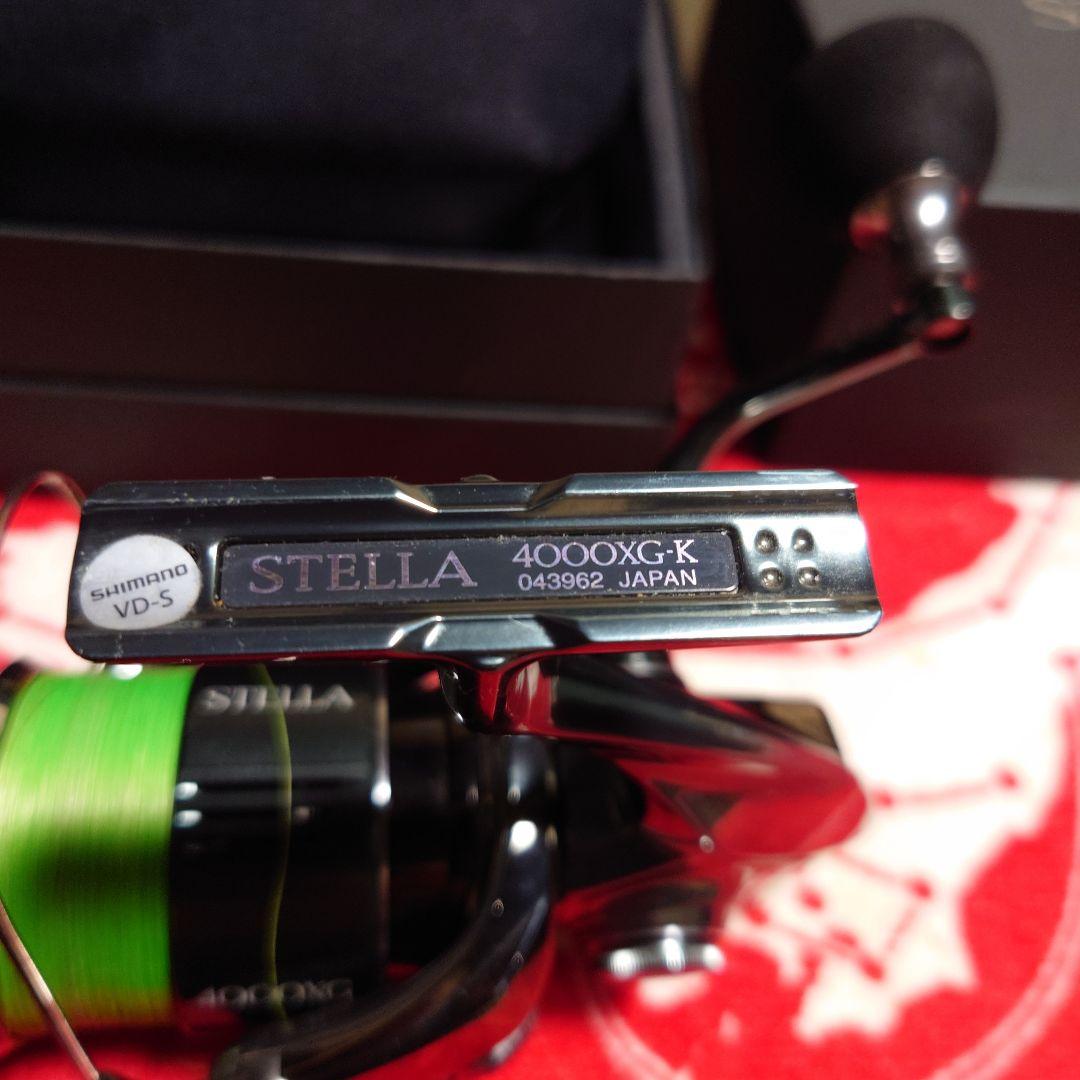 SHIMANO
VD-S
STELLA 4000XG-K
043962 JAPAN
STELLA
4000XG